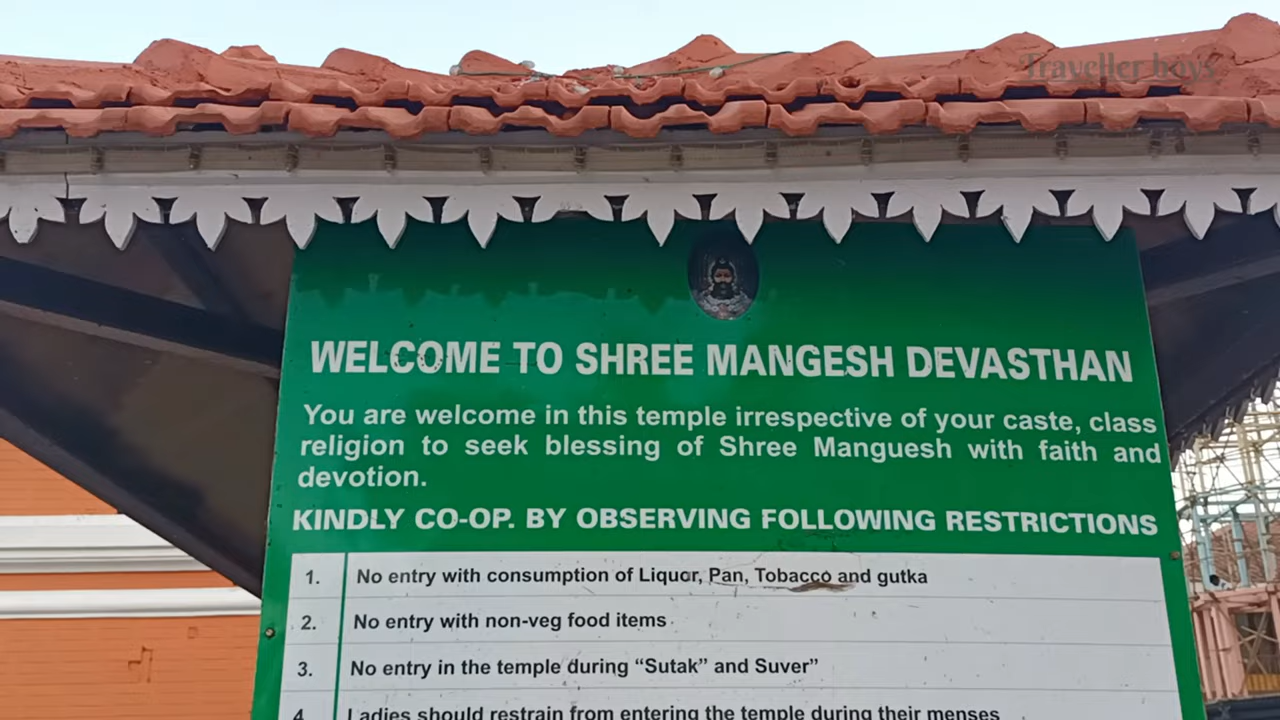 Traveller boys
WELCOME TO SHREE MANGESH DEVASTHAN
You are welcome in this temple irrespective of your caste, class
religion to seek blessing of Shree Manguesh with faith and
devotion.
KINDLY CO-OP. BY OBSERVING FOLLOWING RESTRICTIONS
1. No entry with consumption of Liquor, Pan, Tobacco and gutka
2. No entry with non-veg food items
3. No entry in the temple during “Sutak” and Suver”
4. Ladies should restrain from entering the temple during their menses